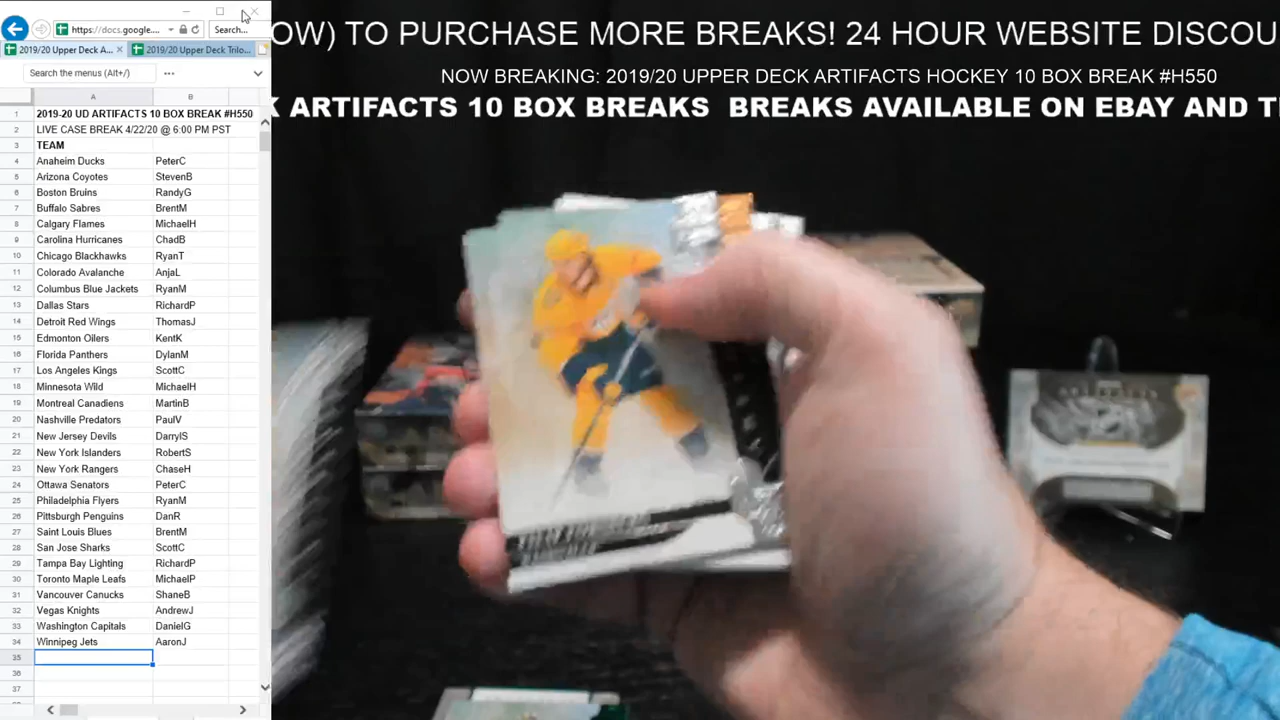 https://docs.google....
Search...
2019/20 Upper Deck A...
2019/20 Upper Deck Trilo...
Search the menus (Alt+/)
A B
1 2019-20 UD ARTIFACTS 10 BOX BREAK #H550
2 LIVE CASE BREAK 4/22/20 @ 6:00 PM PST
3 TEAM
4 Anaheim Ducks PeterC
5 Arizona Coyotes StevenB
6 Boston Bruins RandyG
7 Buffalo Sabres BrentM
8 Calgary Flames MichaelH
9 Carolina Hurricanes ChadB
10 Chicago Blackhawks RyanT
11 Colorado Avalanche AnjaL
12 Columbus Blue Jackets RyanM
13 Dallas Stars RichardP
14 Detroit Red Wings ThomasJ
15 Edmonton Oilers KentK
16 Florida Panthers DylanM
17 Los Angeles Kings ScottC
18 Minnesota Wild MichaelH
19 Montreal Canadiens MartinB
20 Nashville Predators PaulV
21 New Jersey Devils DarrylS
22 New York Islanders RobertS
23 New York Rangers ChaseH
24 Ottawa Senators PeterC
25 Philadelphia Flyers RyanM
26 Pittsburgh Penguins DanR
27 Saint Louis Blues BrentM
28 San Jose Sharks ScottC
29 Tampa Bay Lighting RichardP
30 Toronto Maple Leafs MichaelP
31 Vancouver Canucks ShaneB
32 Vegas Knights AndrewJ
33 Washington Capitals DanielG
34 Winnipeg Jets AaronJ
35
36
37
OW) TO PURCHASE MORE BREAKS! 24 HOUR WEBSITE DISCOU
NOW BREAKING: 2019/20 UPPER DECK ARTIFACTS HOCKEY 10 BOX BREAK #H550
K ARTIFACTS 10 BOX BREAKS BREAKS AVAILABLE ON EBAY AND T